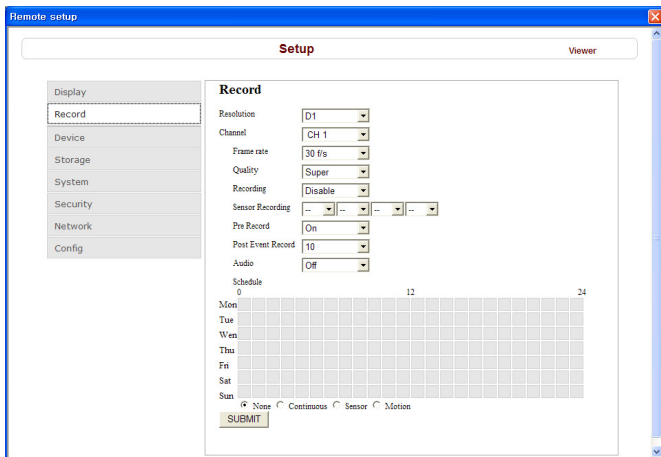 Remote setup
Setup
Viewer
Display
Record
Device
Storage
System
Security
Network
Config
Record
Resolution D1
Channel CH 1
Frame rate 30 f/s
Quality Super
Recording Disable
Sensor Recording -- -- -- --
Pre Record On
Post Event Record 10
Audio Off
Schedule
0 12 24
Mon
Tue
Wen
Thu
Fri
Sat
Sun
None Continuous Sensor Motion
SUBMIT